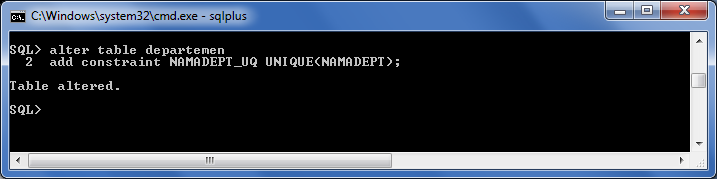 C:\Windows\system32\cmd.exe - sqlplus
SQL> alter table departemen
2 add constraint NAMADEPT_UQ UNIQUE(NAMADEPT);
Table altered.
SQL>